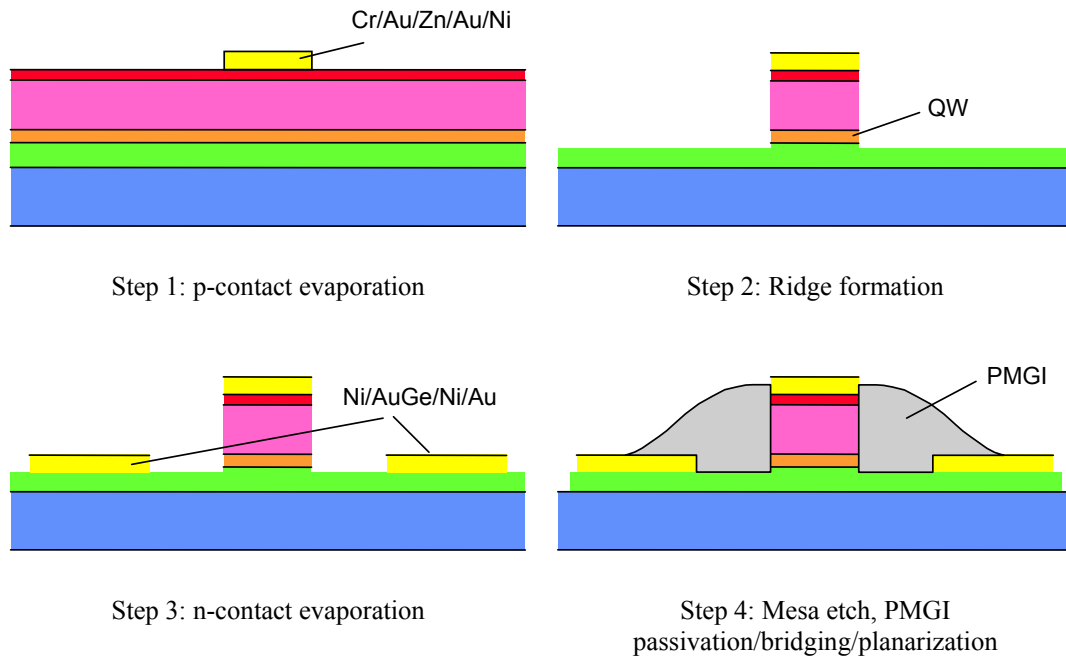 Cr/Au/Zn/Au/Ni
QW
Step 1: p-contact evaporation
Step 2: Ridge formation
Ni/AuGe/Ni/Au
PMGI
Step 3: n-contact evaporation
Step 4: Mesa etch, PMGI
passivation/bridging/planarization